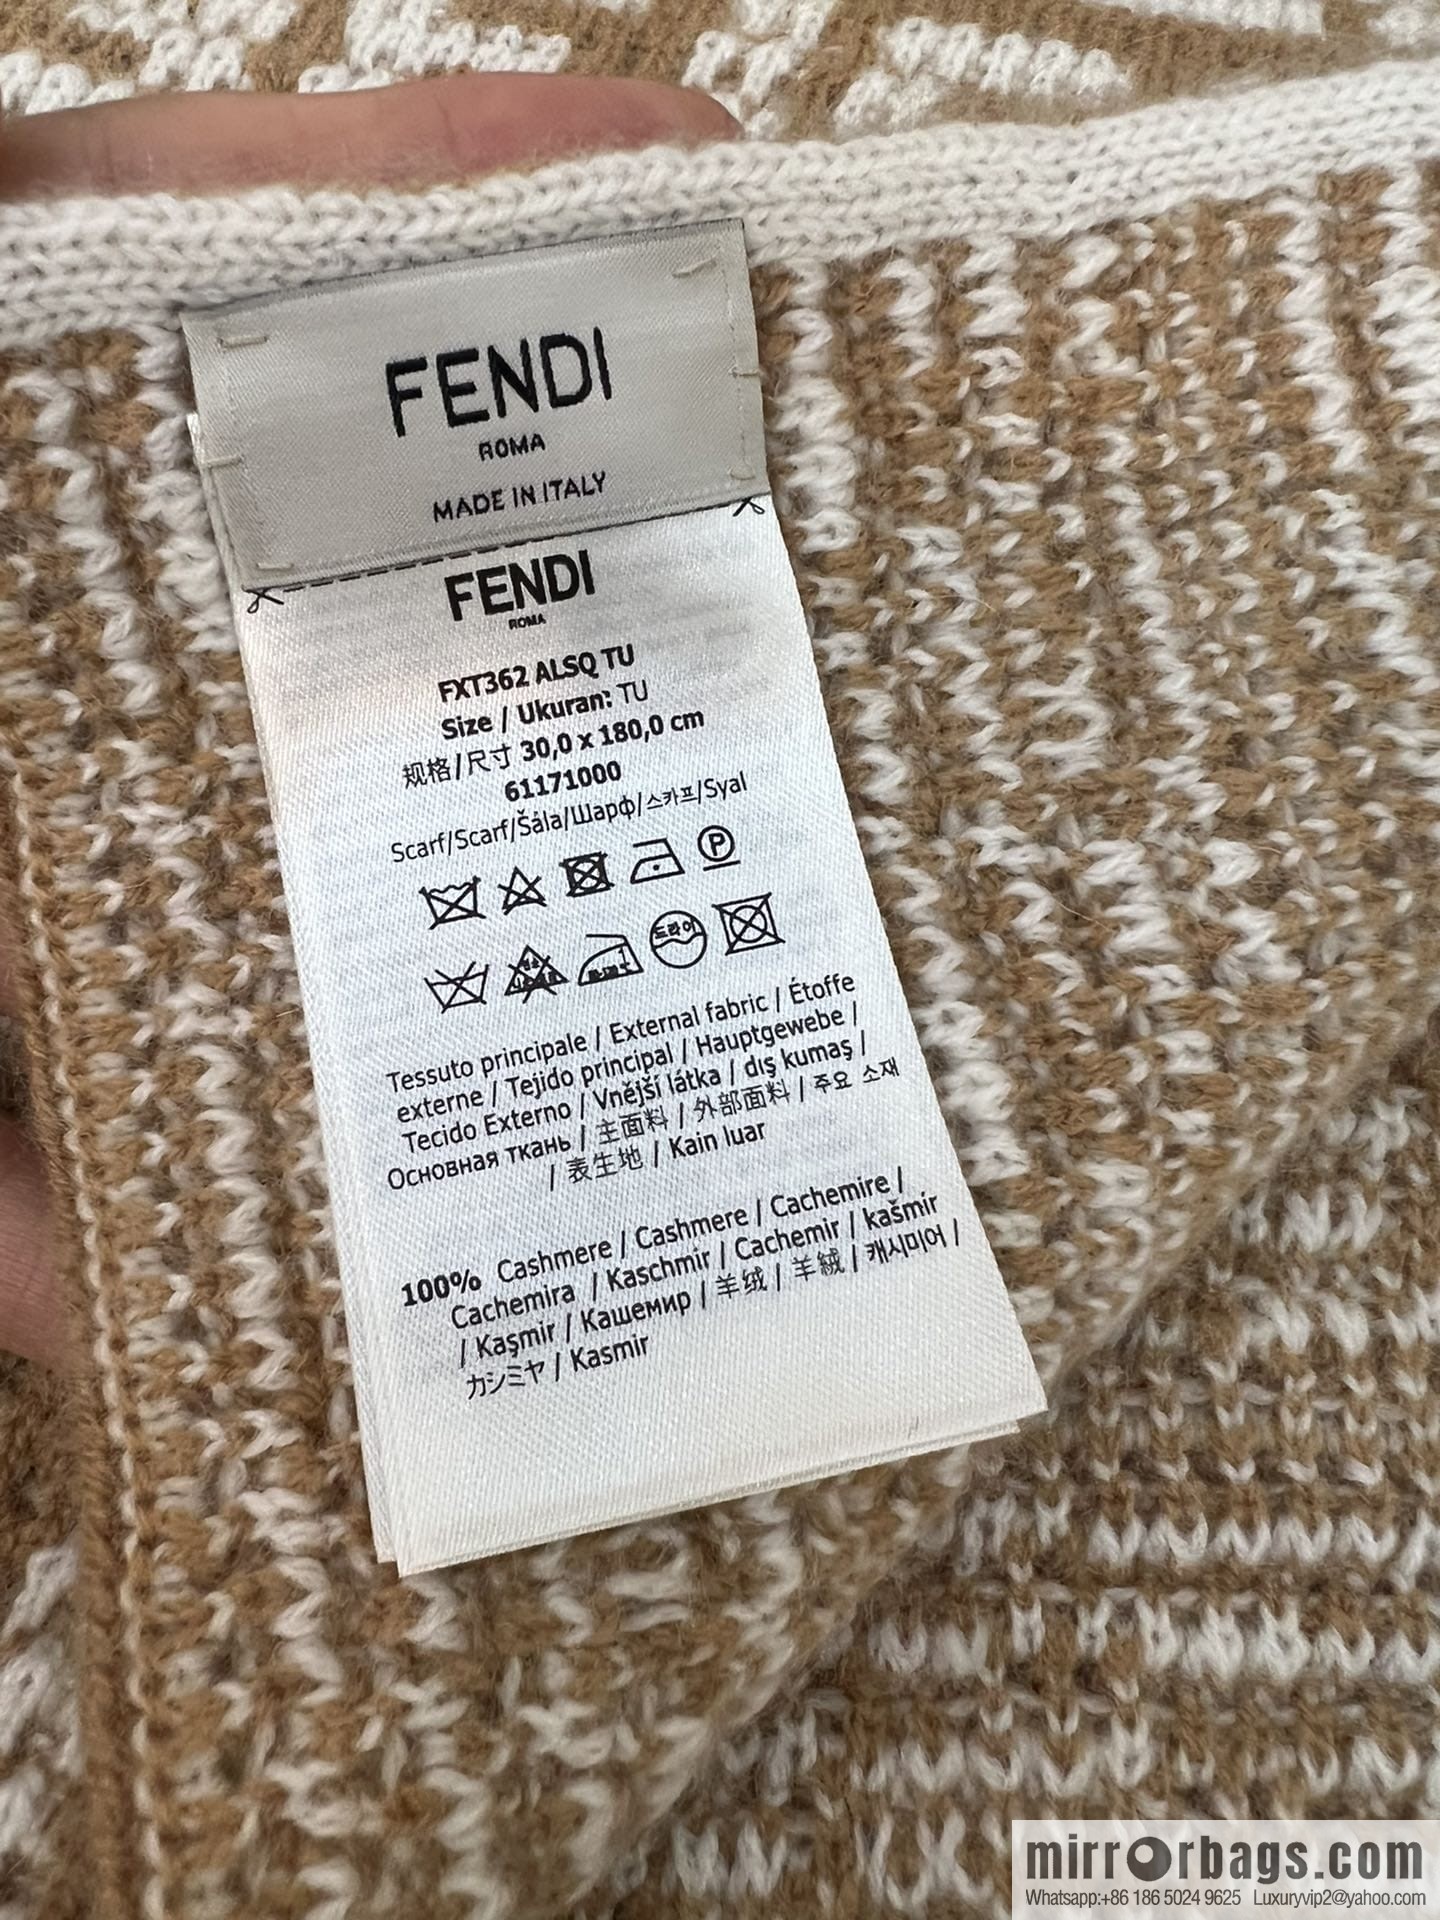 FENDI
ROMA
MADE IN ITALY
FENDI
ROMA
FXT362 ALSQ TU
Size / Ukuran: TU
规格/尺寸 30,0 x 180,0 cm
61171000
Scarf/Scarf/Šála/Шарф/스카프/Syal
P
드라이
Tessuto principale / External fabric / Étoffe
externe / Tejido principal / Hauptgewebe /
Tecido Externo / Vnější látka / dış kumaş /
Основная ткань / 主面料 / 外部面料 / 주요 소재
/ 表生地 / Kain luar
100% Cashmere / Cashmere / Cachemire /
Cachemira / Kaschmir / Cachemir / kašmír
/ Kaşmir / Кашемир / 羊绒 / 羊絨 / 캐시미어 /
カシミヤ / Kasmir
mirrorbags.com
Whatsapp:+86 186 5024 9625 Luxuryvip2@yahoo.com